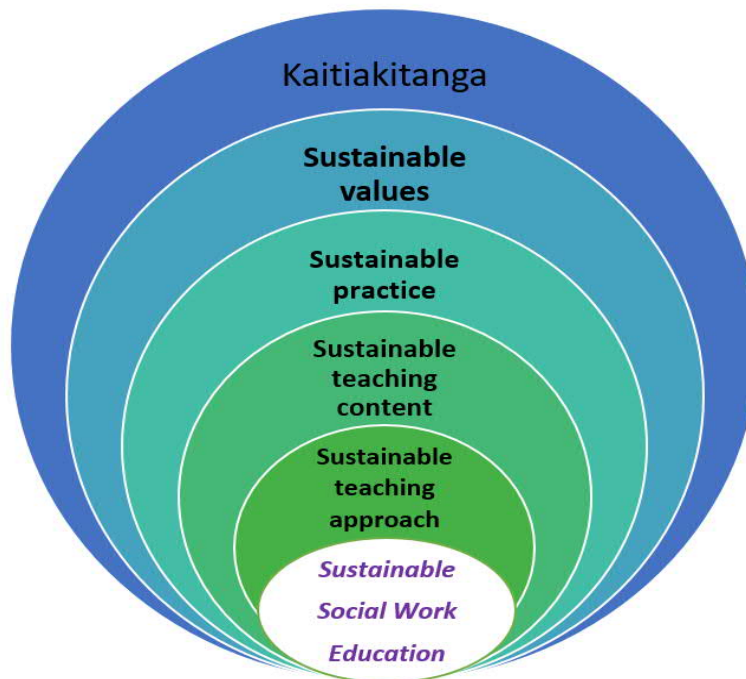 Kaitiakitanga
Sustainable
values
Sustainable
practice
Sustainable
teaching
content
Sustainable
teaching
approach
Sustainable
Social Work
Education